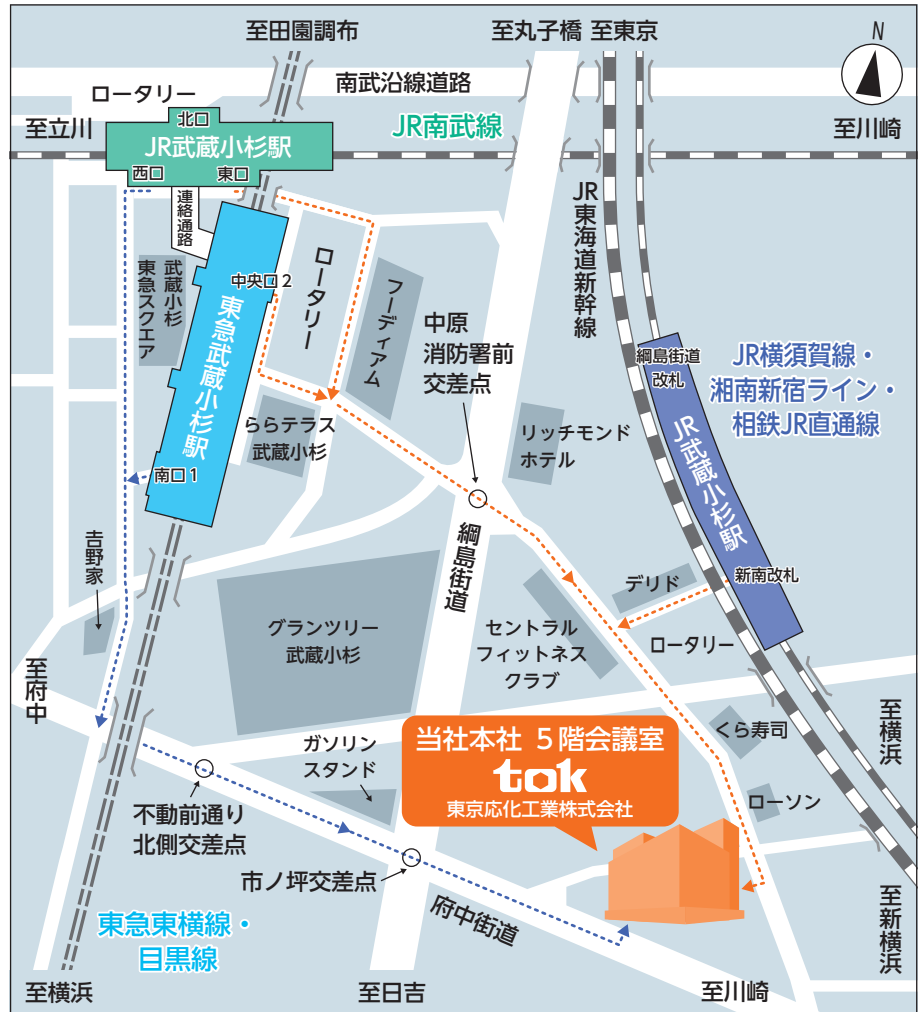 至田園調布
至丸子橋
至東京
N
南武沿線道路
ロータリー
北口
至立川
JR南武線
至川崎
JR武蔵小杉駅
西口
東口
連絡通路
JR東海道新幹線
武蔵小杉
東急スクエア
中央口2
ロータリー
フーディアム
東急武蔵小杉駅
中原
消防署前
交差点
綱島街道
改札
JR横須賀線・
湘南新宿ライン・
相鉄JR直通線
JR武蔵小杉駅
ららテラス
武蔵小杉
リッチモンド
ホテル
南口1
綱島街道
新南改札
吉野家
デリド
グランツリー
武蔵小杉
セントラル
フィットネス
クラブ
ロータリー
至府中
至横浜
くら寿司
当社本社 5階会議室
tok
東京応化工業株式会社
ガソリン
スタンド
ローソン
不動前通り
北側交差点
市ノ坪交差点
府中街道
東急東横線・
目黒線
至新横浜
至横浜
至日吉
至川崎